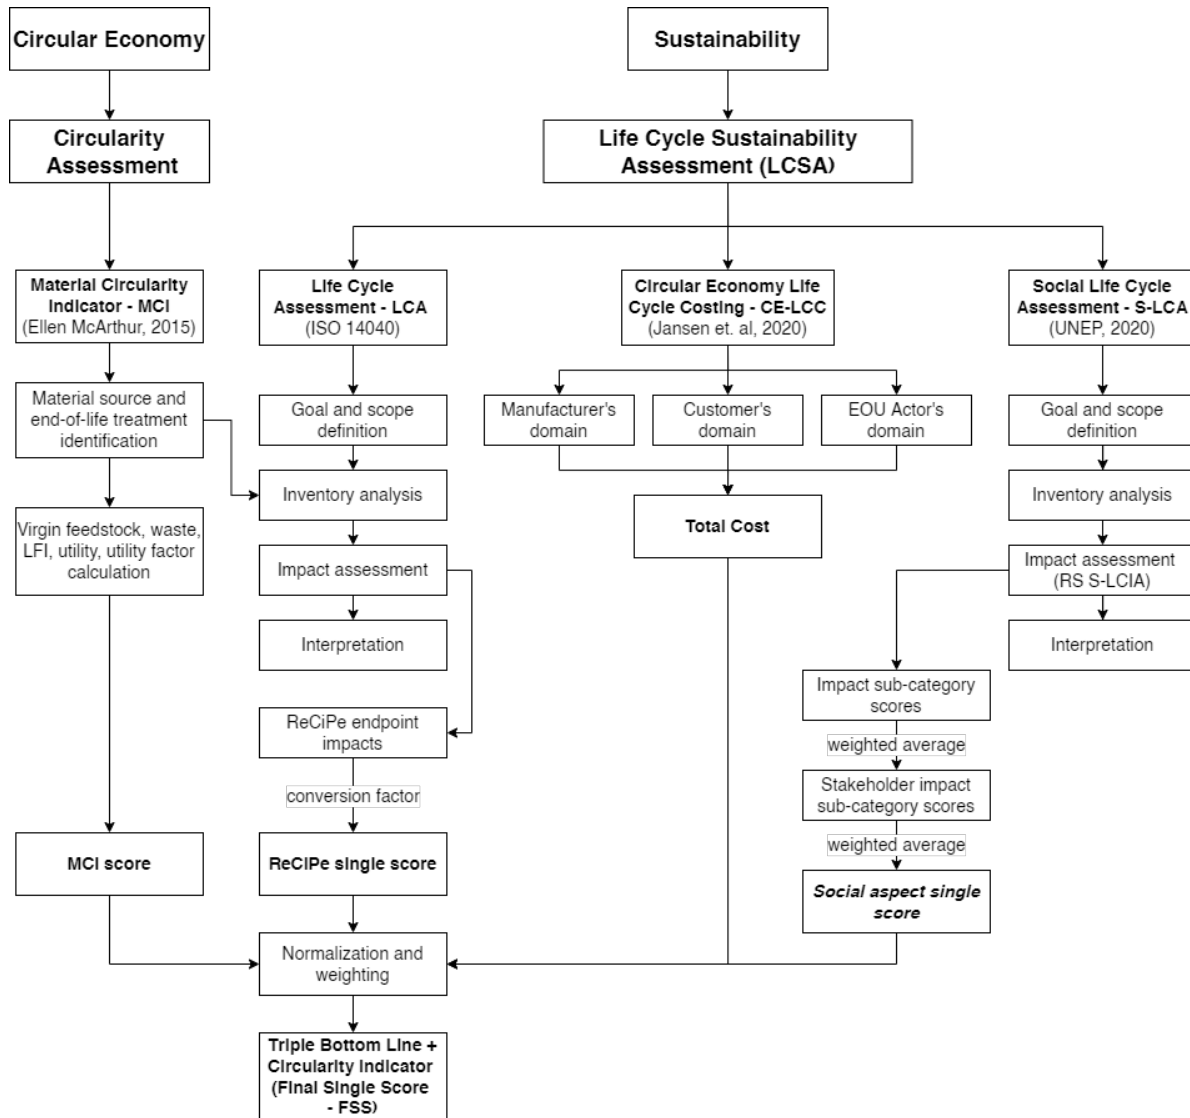 Circular Economy
Sustainability
Circularity
Assessment
Life Cycle Sustainability
Assessment (LCSA)
Material Circularity
Indicator - MCI
(Ellen McArthur, 2015)
Life Cycle
Assessment - LCA
(ISO 14040)
Circular Economy Life
Cycle Costing - CE-LCC
(Jansen et. al, 2020)
Social Life Cycle
Assessment - S-LCA
(UNEP, 2020)
Material source and
end-of-life treatment
identification
Goal and scope
definition
Manufacturer's
domain
Customer's
domain
EOU Actor's
domain
Goal and scope
definition
Inventory analysis
Total Cost
Inventory analysis
Virgin feedstock, waste,
LFI, utility, utility factor
calculation
Impact assessment
Impact assessment
(RS S-LCIA)
Interpretation
Interpretation
Impact sub-category
scores
ReCiPe endpoint
impacts
weighted average
Stakeholder impact
sub-category scores
conversion factor
weighted average
MCI score
ReCiPe single score
Social aspect single
score
Normalization and
weighting
Triple Bottom Line +
Circularity Indicator
(Final Single Score
- FSS)